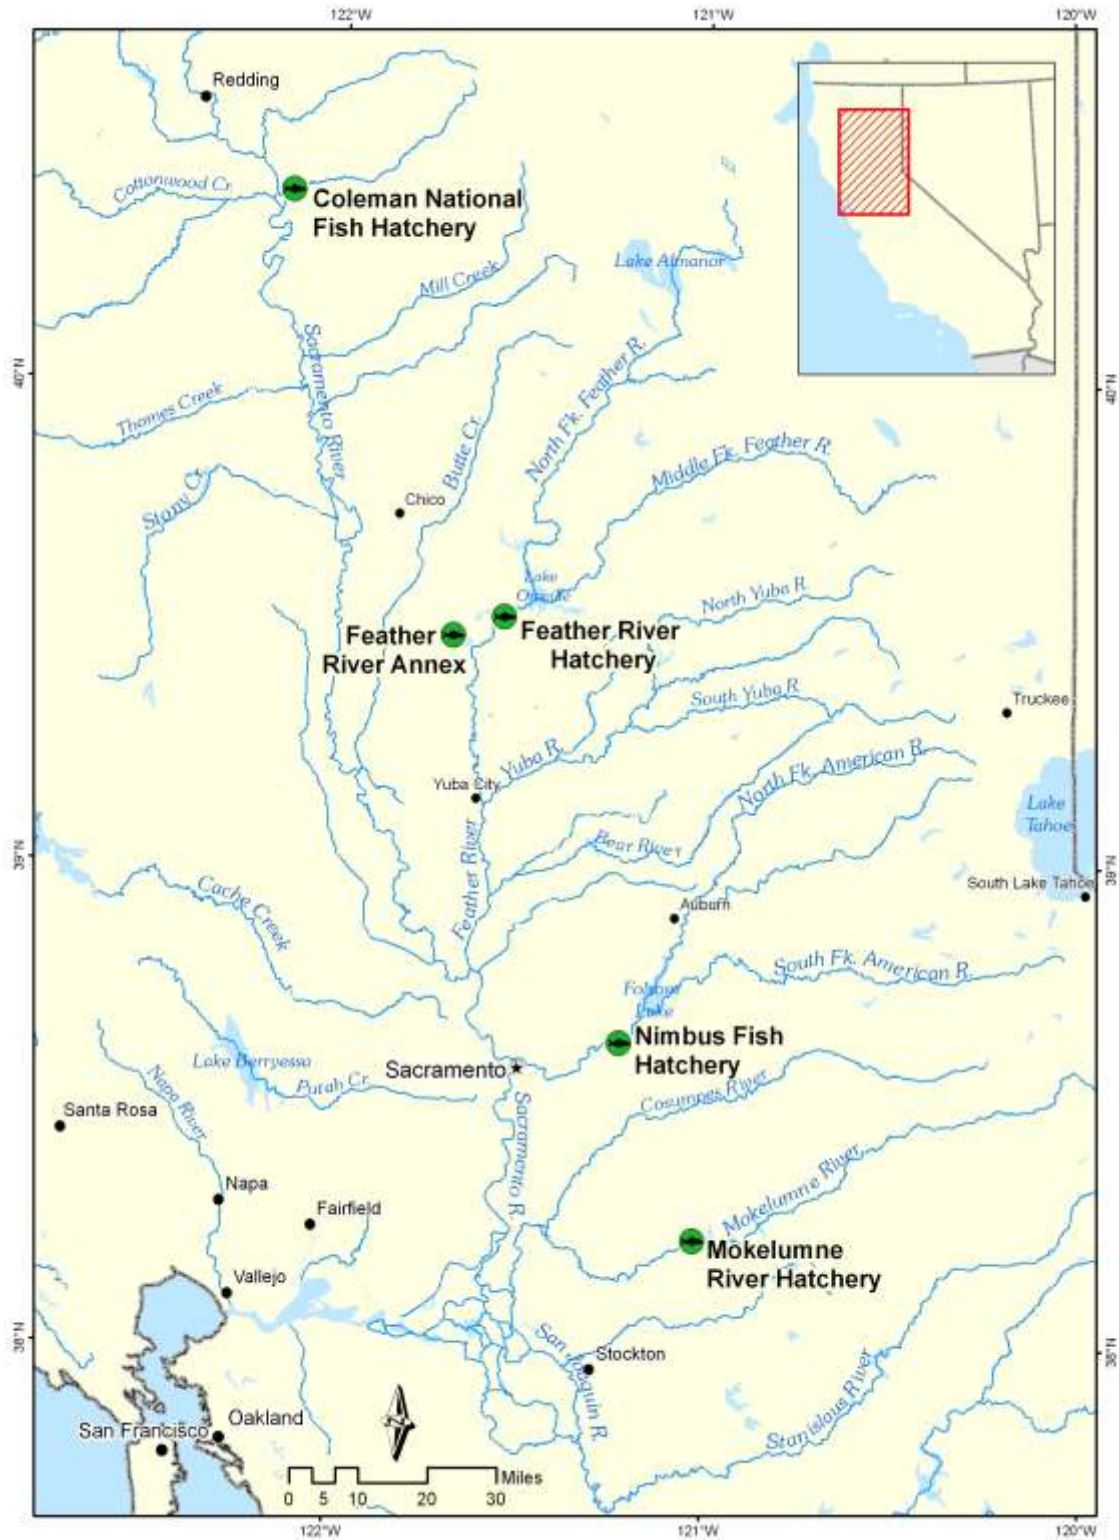 122°W
121°W
120°W
Redding
Cottonwood Cr.
Coleman National
Fish Hatchery
Lake Almanor
Mill Creek
Sacramento River
40°N
40°N
Thomes Creek
North Fk. Feather R.
Butte Cr.
Middle Fk. Feather R.
Stony Cr.
Chico
Lake
North Yuba R
Feather
River Annex
Feather River
Hatchery
South Yuba R
Truckee
Yuba R.
North Fk. American R.
Yuba City
Lake
Tahoe
Feather River
Bear River
39°N
39°N
South Lake Tahoe
Cache Creek
Auburn
South Fk. American R.
Folsom
Lake
Nimbus Fish
Hatchery
Lake Berryessa
Sacramento
Putah Cr.
Napa River
Cosumnes River
Santa Rosa
Sacramento R.
Napa
Fairfield
Mokelumne River
Mokelumne
River Hatchery
Vallejo
38°N
38°N
San Joaquin R.
Stockton
Stanislaus River
San Francisco
Oakland
Miles
0 5 10 20 30
122°W
121°W
120°W